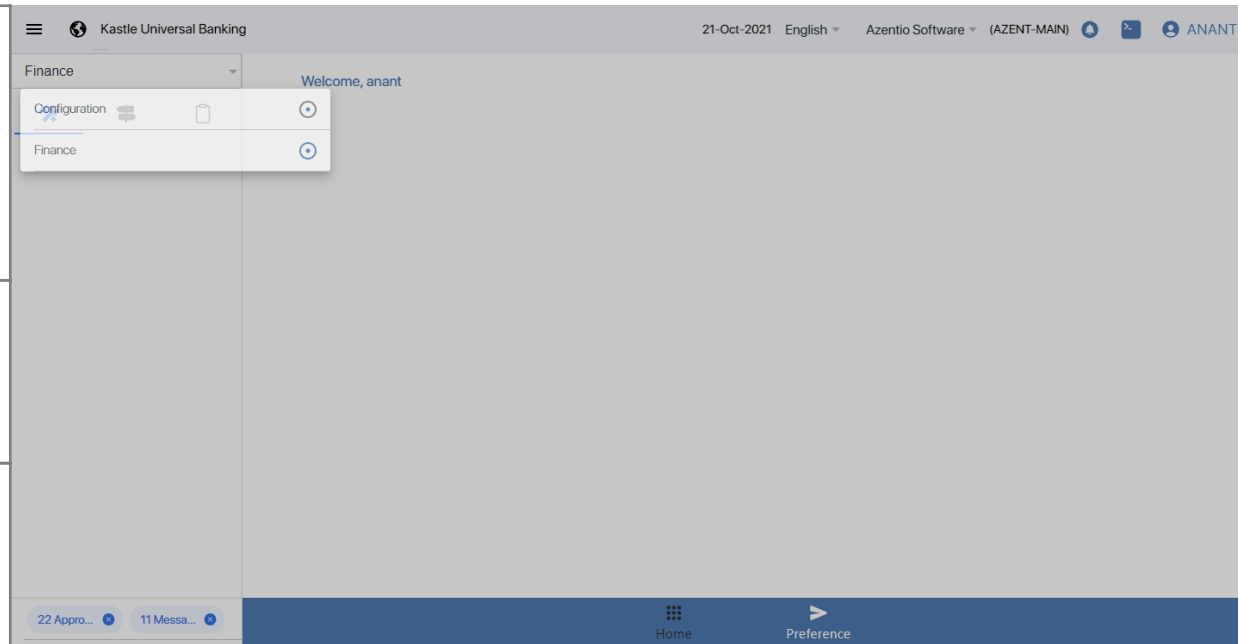 Kastle Universal Banking 21-Oct-2021 English Azentio Software (AZENT-MAIN) ANANT
Finance
Welcome, anant
Configuration
Finance
22 Appro... 11 Messa...
Home Preference